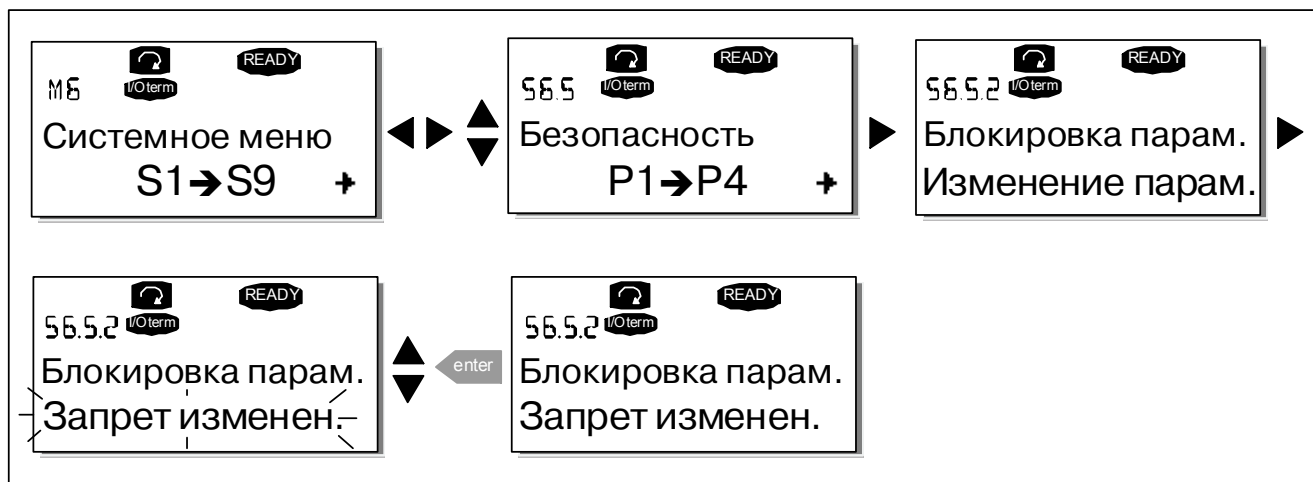 READY
M6 I/Oterm
Системное меню
S1➔S9
READY
S6.5 I/Oterm
Безопасность
P1➔P4
READY
S6.5.2 I/Oterm
Блокировка парам.
Изменение парам.
READY
S6.5.2 I/Oterm
Блокировка парам.
Запрет изменен.
enter
READY
S6.5.2 I/Oterm
Блокировка парам.
Запрет изменен.